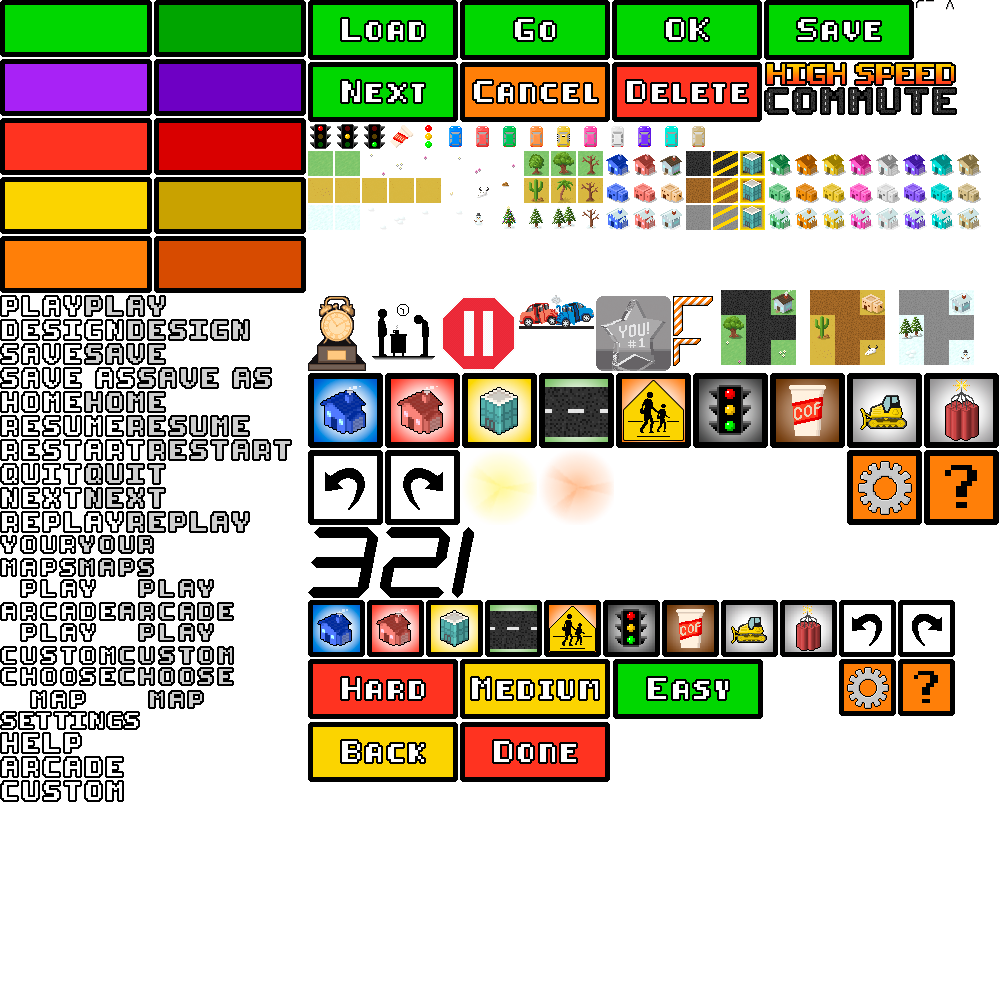 LOAD
GO
OK
SAVE
NEXT
CANCEL
DELETE
HIGH SPEED
COMMUTE
PLAYPLAY
DESIGNDESIGN
SAVESAVE
SAVE ASSAVE AS
HOMEHOME
RESUMERESUME
RESTARTRESTART
QUITQUIT
NEXTNEXT
REPLAYREPLAY
YOURYOUR
MAPSMAPS
PLAY PLAY
ARCADEARCADE
PLAY PLAY
CUSTOMCUSTOM
CHOOSECHOOSE
MAP MAP
SETTINGS
HELP
ARCADE
CUSTOM
YOU!
#1
F
COF
?
321
COF
HARD
MEDIUM
EASY
?
BACK
DONE